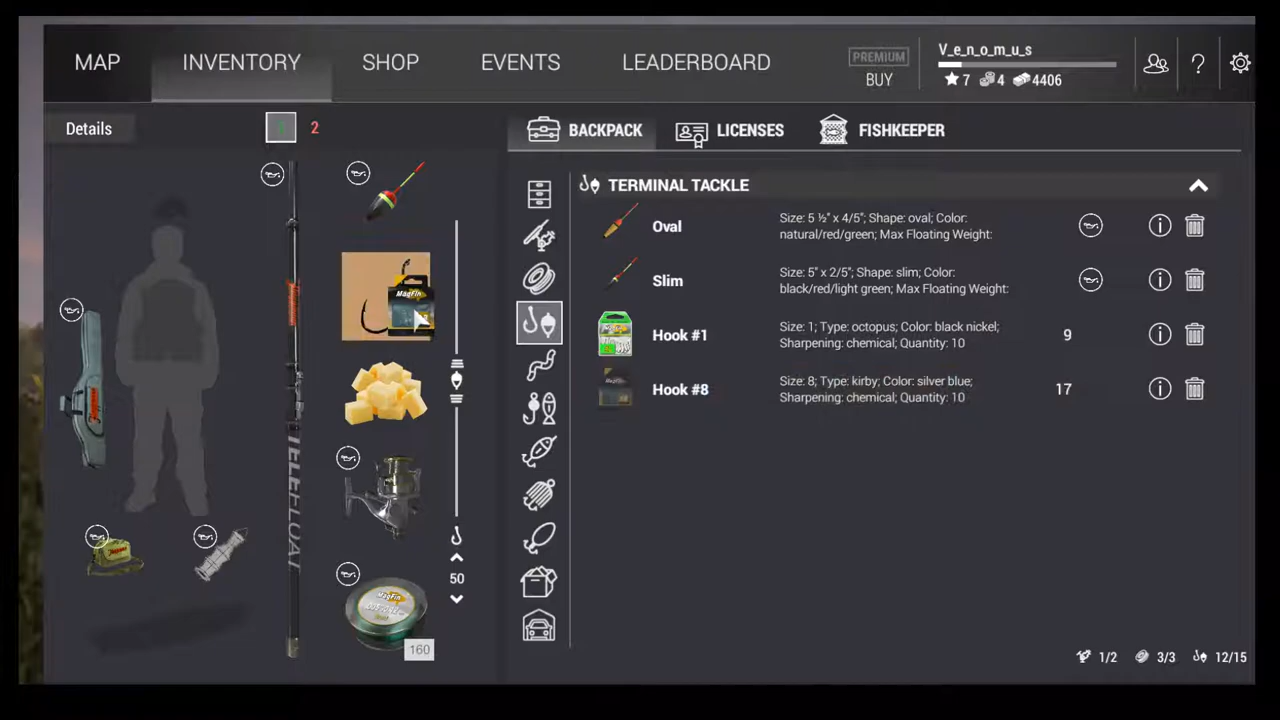 MAP
INVENTORY
SHOP
EVENTS
LEADERBOARD
PREMIUM
BUY
V_e_n_o_m_u_s
7
4
4406
?
Details
2
BACKPACK
LICENSES
FISHKEEPER
TERMINAL TACKLE
Oval
Size: 5 ½" x 4/5"; Shape: oval; Color:
natural/red/green; Max Floating Weight:
Slim
Size: 5" x 2/5"; Shape: slim; Color:
black/red/light green; Max Floating Weight:
MagFin
Hook #1
Size: 1; Type: octopus; Color: black nickel;
Sharpening: chemical; Quantity: 10
9
Hook #8
Size: 8; Type: kirby; Color: silver blue;
Sharpening: chemical; Quantity: 10
17
TELEFLOAT
50
MagFin
160
1/2
3/3
12/15